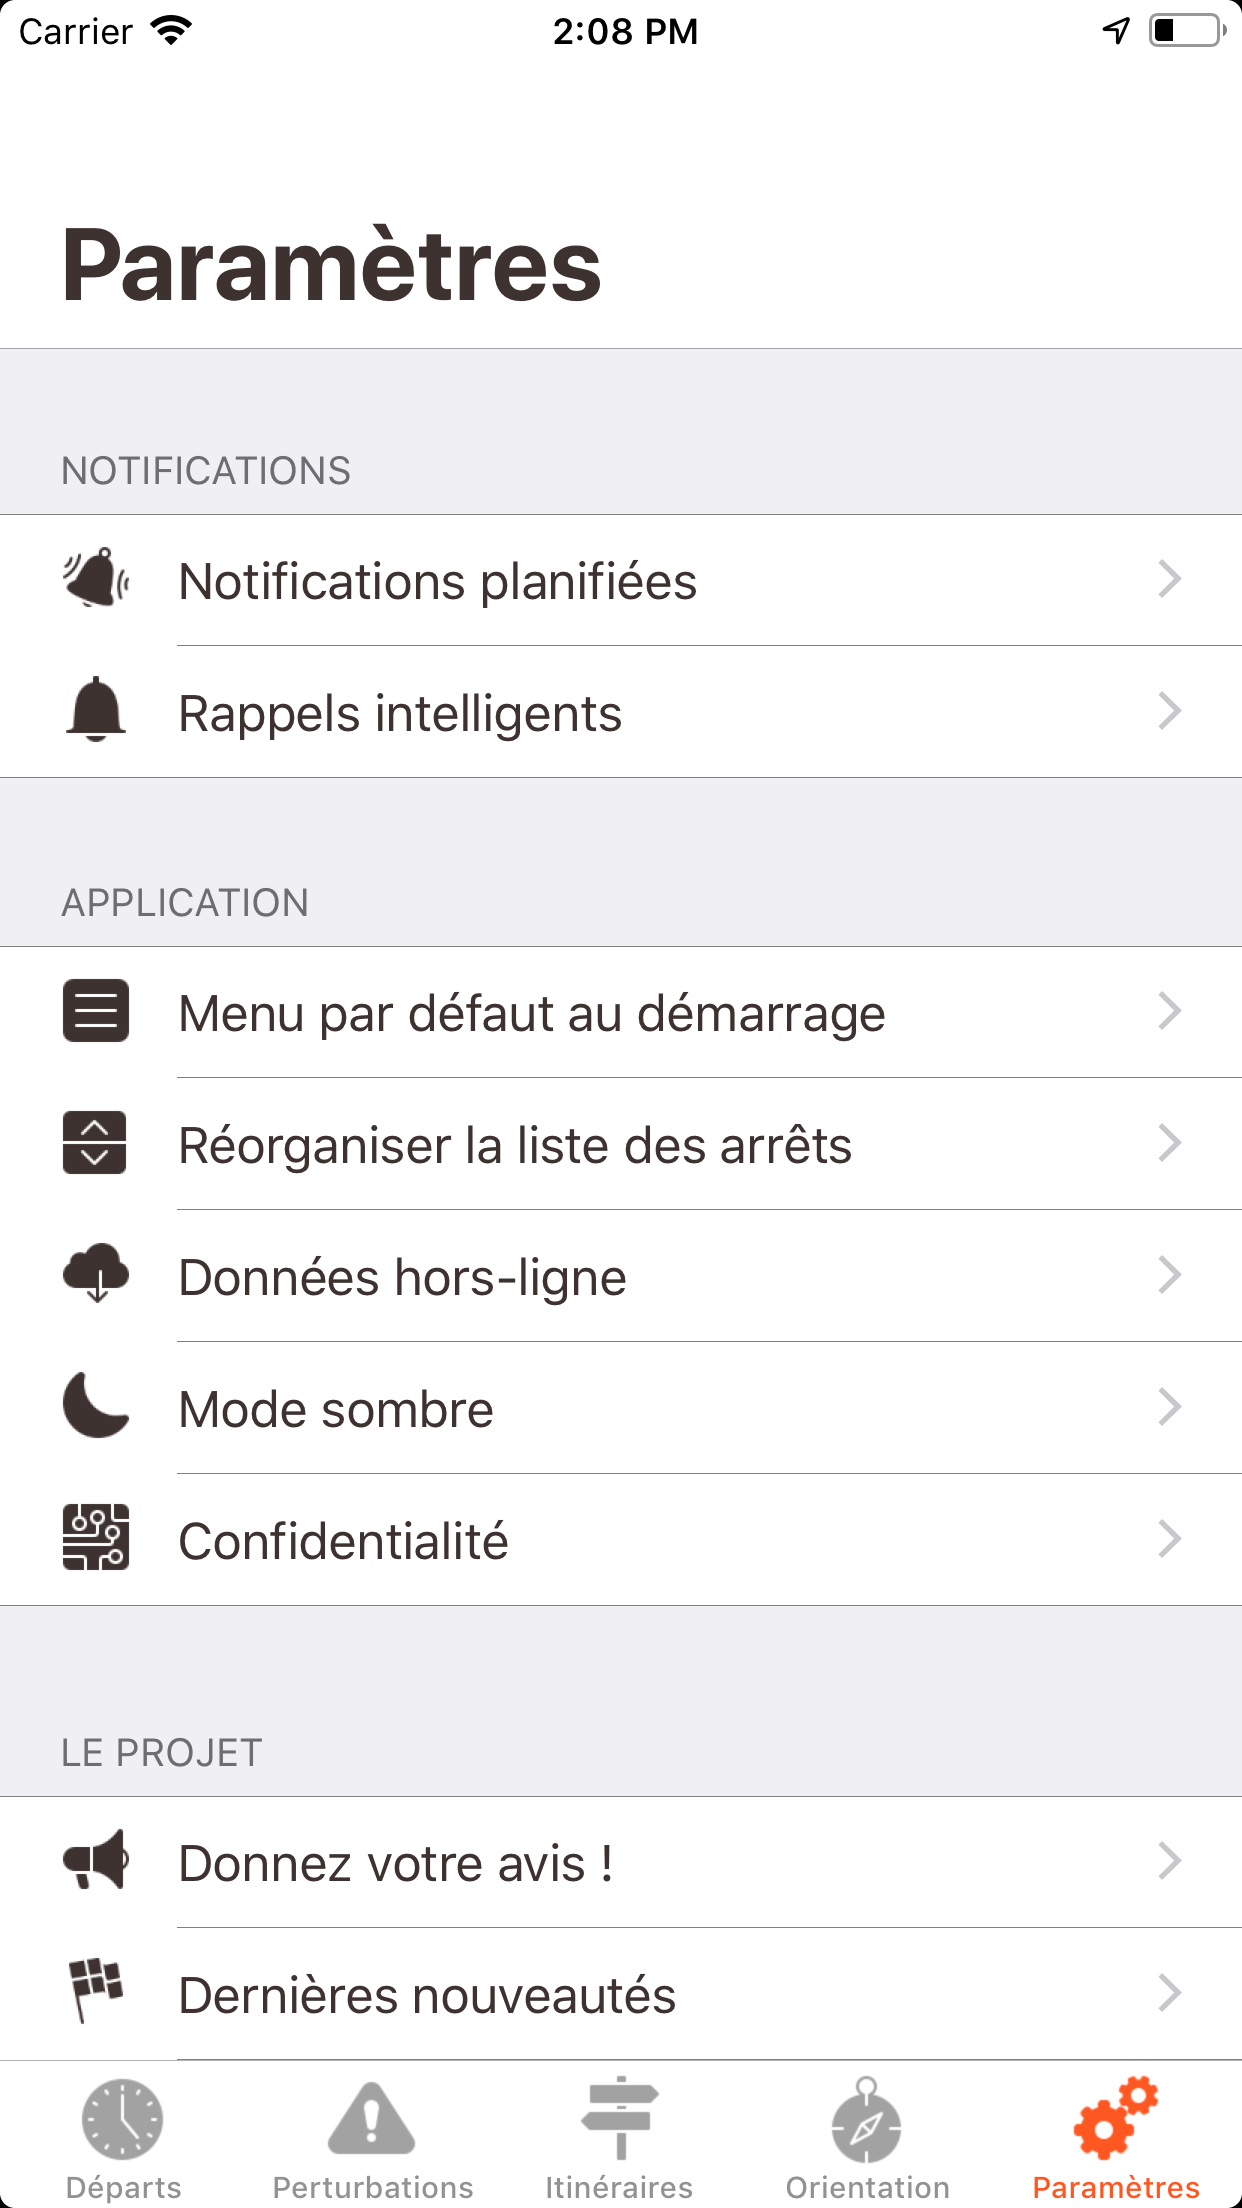 Carrier 2:08 PM
Paramètres
NOTIFICATIONS
Notifications planifiées
Rappels intelligents
APPLICATION
Menu par défaut au démarrage
Réorganiser la liste des arrêts
Données hors-ligne
Mode sombre
Confidentialité
LE PROJET
Donnez votre avis !
Dernières nouveautés
Départs Perturbations Itinéraires Orientation Paramètres